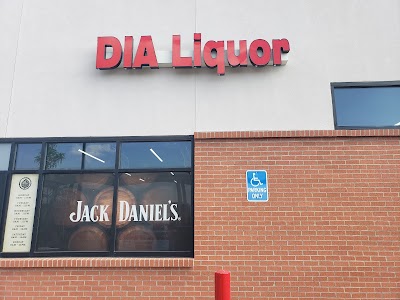 DIA Liquor
JACK DANIEL'S
PARKING
ONLY